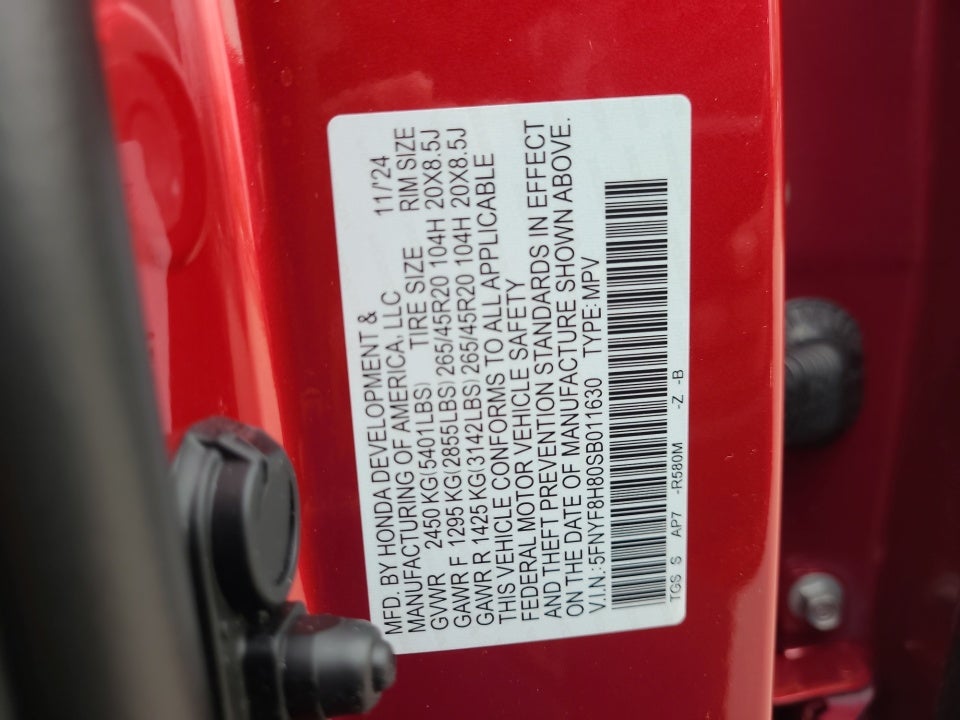 MFD. BY HONDA DEVELOPMENT & 11/'24
MANUFACTURING OF AMERICA, LLC
GVWR 2450 KG(5401LBS) TIRE SIZE RIM SIZE
GAWR F 1295 KG(2855LBS) 265/45R20 104H 20X8.5J
GAWR R 1425 KG(3142LBS) 265/45R20 104H 20X8.5J
THIS VEHICLE CONFORMS TO ALL APPLICABLE
FEDERAL MOTOR VEHICLE SAFETY
AND THEFT PREVENTION STANDARDS IN EFFECT
ON THE DATE OF MANUFACTURE SHOWN ABOVE.
V.I.N.:5FNYF8H80SB011630 TYPE:MPV
TGS S AP7 -R580M -Z -B